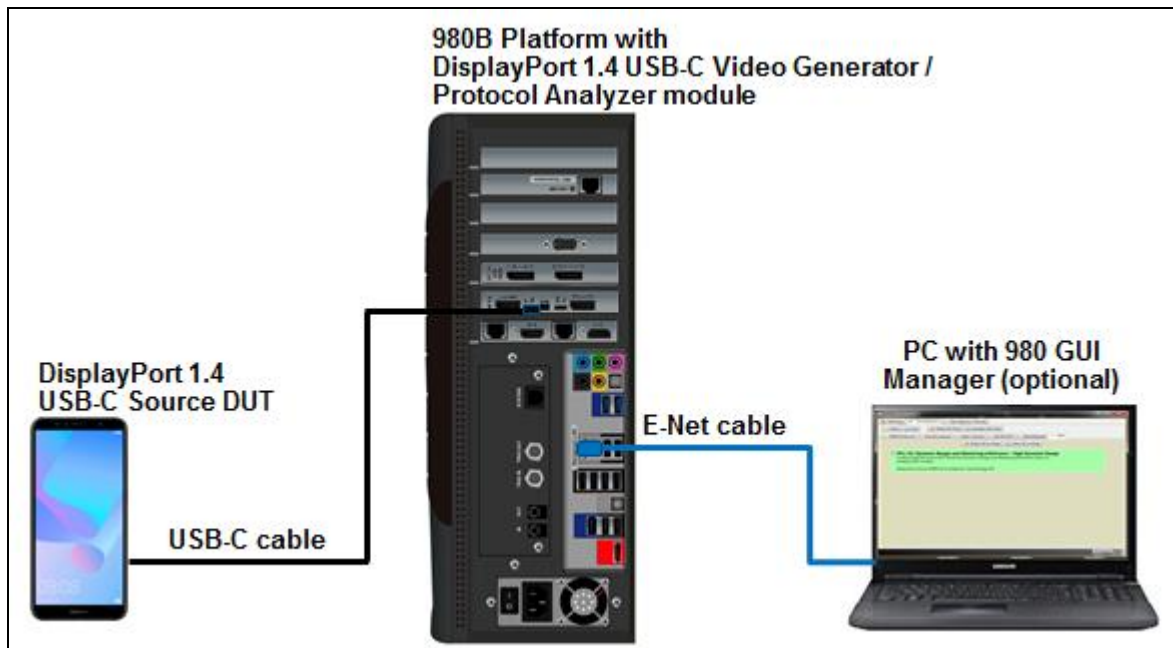 980B Platform with
DisplayPort 1.4 USB-C Video Generator /
Protocol Analyzer module
DisplayPort 1.4
USB-C Source DUT
USB-C cable
E-Net cable
PC with 980 GUI
Manager (optional)